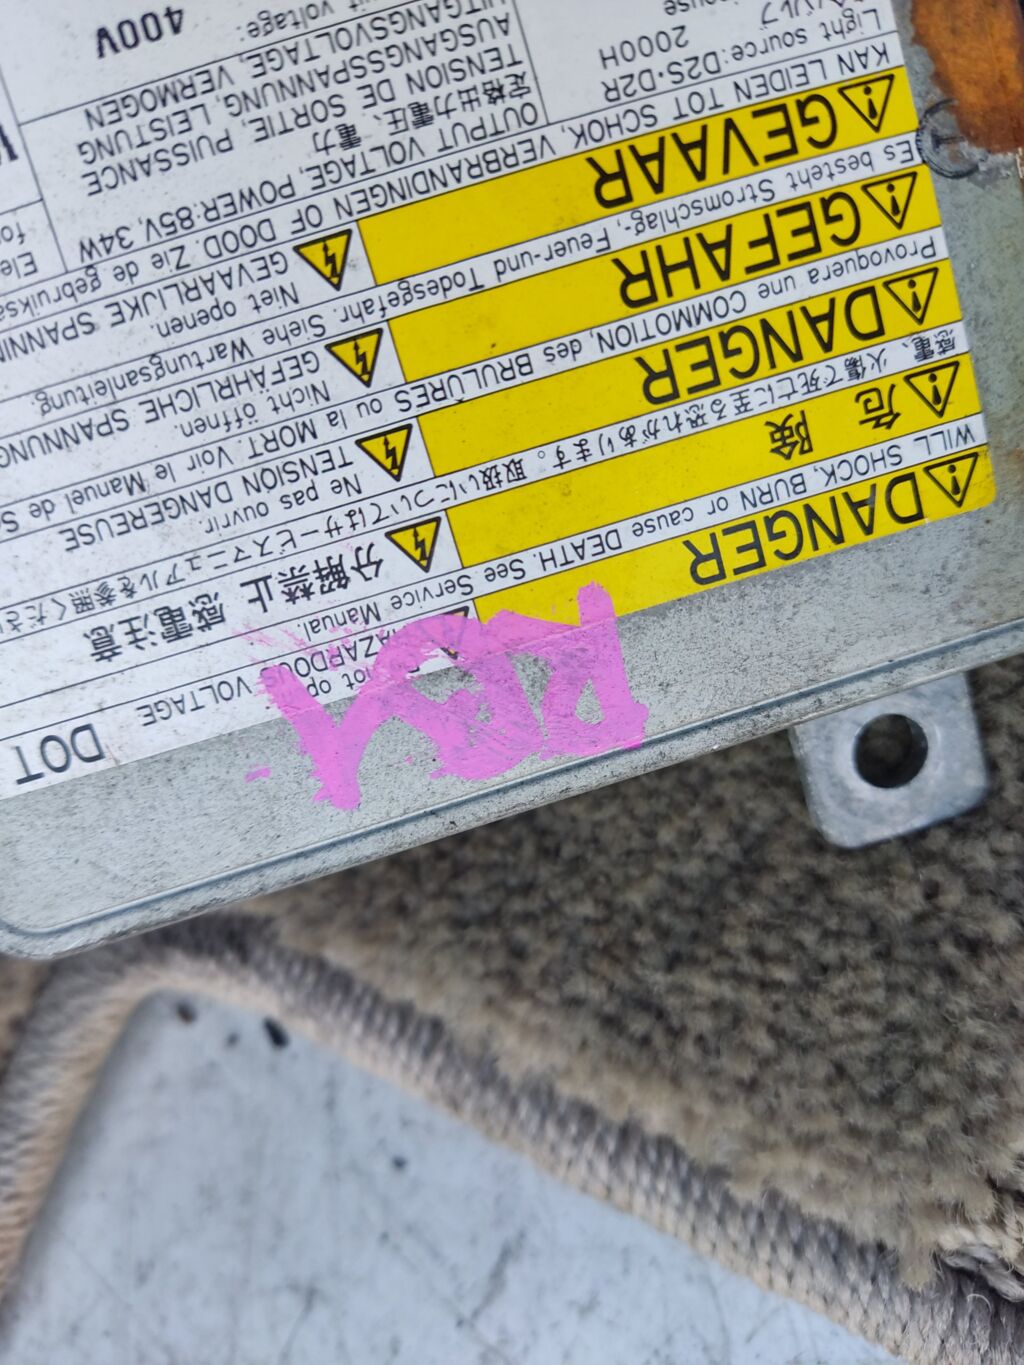 Light source:D2S•D2R
2000H
400V
定格出力電圧、電力
OUTPUT VOLTAGE, POWER:85V,34W
TENSION DE SORTIE, PUISSANCE
AUSGANGSSPANNUNG, LEISTUNG
UITGANGSVOLTAGE, VERMOGEN
DANGER
WILL SHOCK, BURN or cause DEATH. See Service Manual.
VOLTAGE
危険
感電、火傷で死亡に至る恐れがあります。取扱いについてはサービスマニュアルを参照くださ
分解禁止
感電注意
DANGER
Provoquera une COMMOTION, des BRULÛRES ou la MORT. Voir le Manuel de
Ne pas ouvrir.
TENSION DANGEREUSE
GEFAHR
Es besteht Stromschlag-, Feuer-und Todesgefahr. Siehe Wartungsanleitung.
Nicht öffnen.
GEFÄHRLICHE SPANNUNG
GEVAAR
KAN LEIDEN TOT SCHOK, VERBRANDINGEN OF DOOD. Zie de
Niet openen.
GEVAARLIJKE
DOT